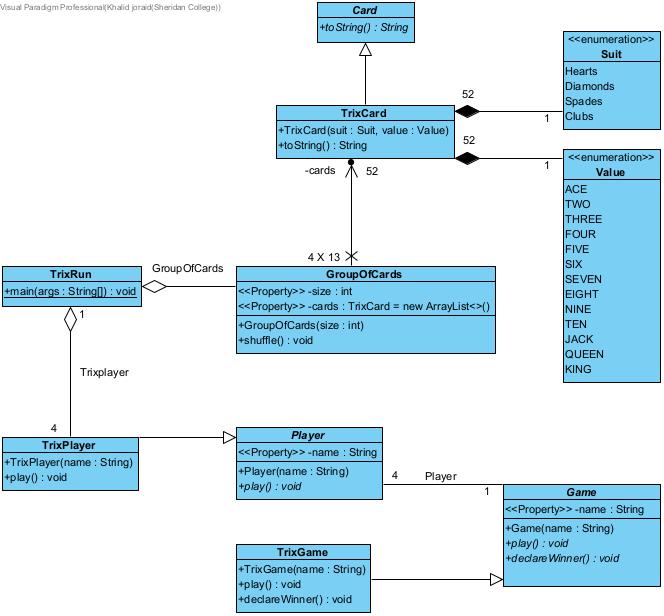 Visual Paradigm Professional(Khalid joraid(Sheridan College))
Card
+toString() : String
<<enumeration>>
Suit
Hearts
Diamonds
Spades
Clubs
52
1
TrixCard
+TrixCard(suit : Suit, value : Value)
+toString() : String
52
1
<<enumeration>>
Value
ACE
TWO
THREE
FOUR
FIVE
SIX
SEVEN
EIGHT
NINE
TEN
JACK
QUEEN
KING
-cards
52
4 X 13
TrixRun
+main(args : String[]) : void
GroupOfCards
GroupOfCards
<<Property>> -size : int
<<Property>> -cards : TrixCard = new ArrayList<>()
+GroupOfCards(size : int)
+shuffle() : void
1
Trixplayer
4
TrixPlayer
+TrixPlayer(name : String)
+play() : void
Player
<<Property>> -name : String
+Player(name : String)
+play() : void
4
Player
1
Game
<<Property>> -name : String
+Game(name : String)
+play() : void
+declareWinner() : void
TrixGame
+TrixGame(name : String)
+play() : void
+declareWinner() : void